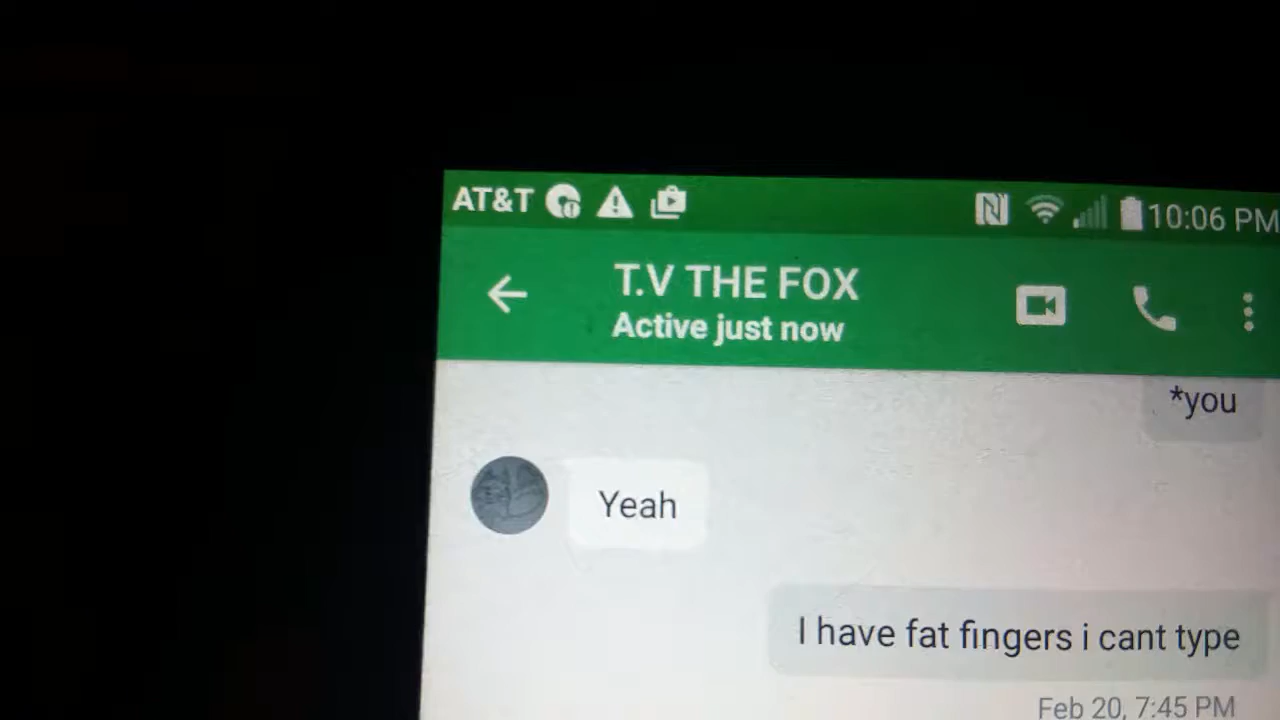 AT&T 10:06 PM
T.V THE FOX
Active just now
*you
Yeah
I have fat fingers i cant type
Feb 20, 7:45 PM